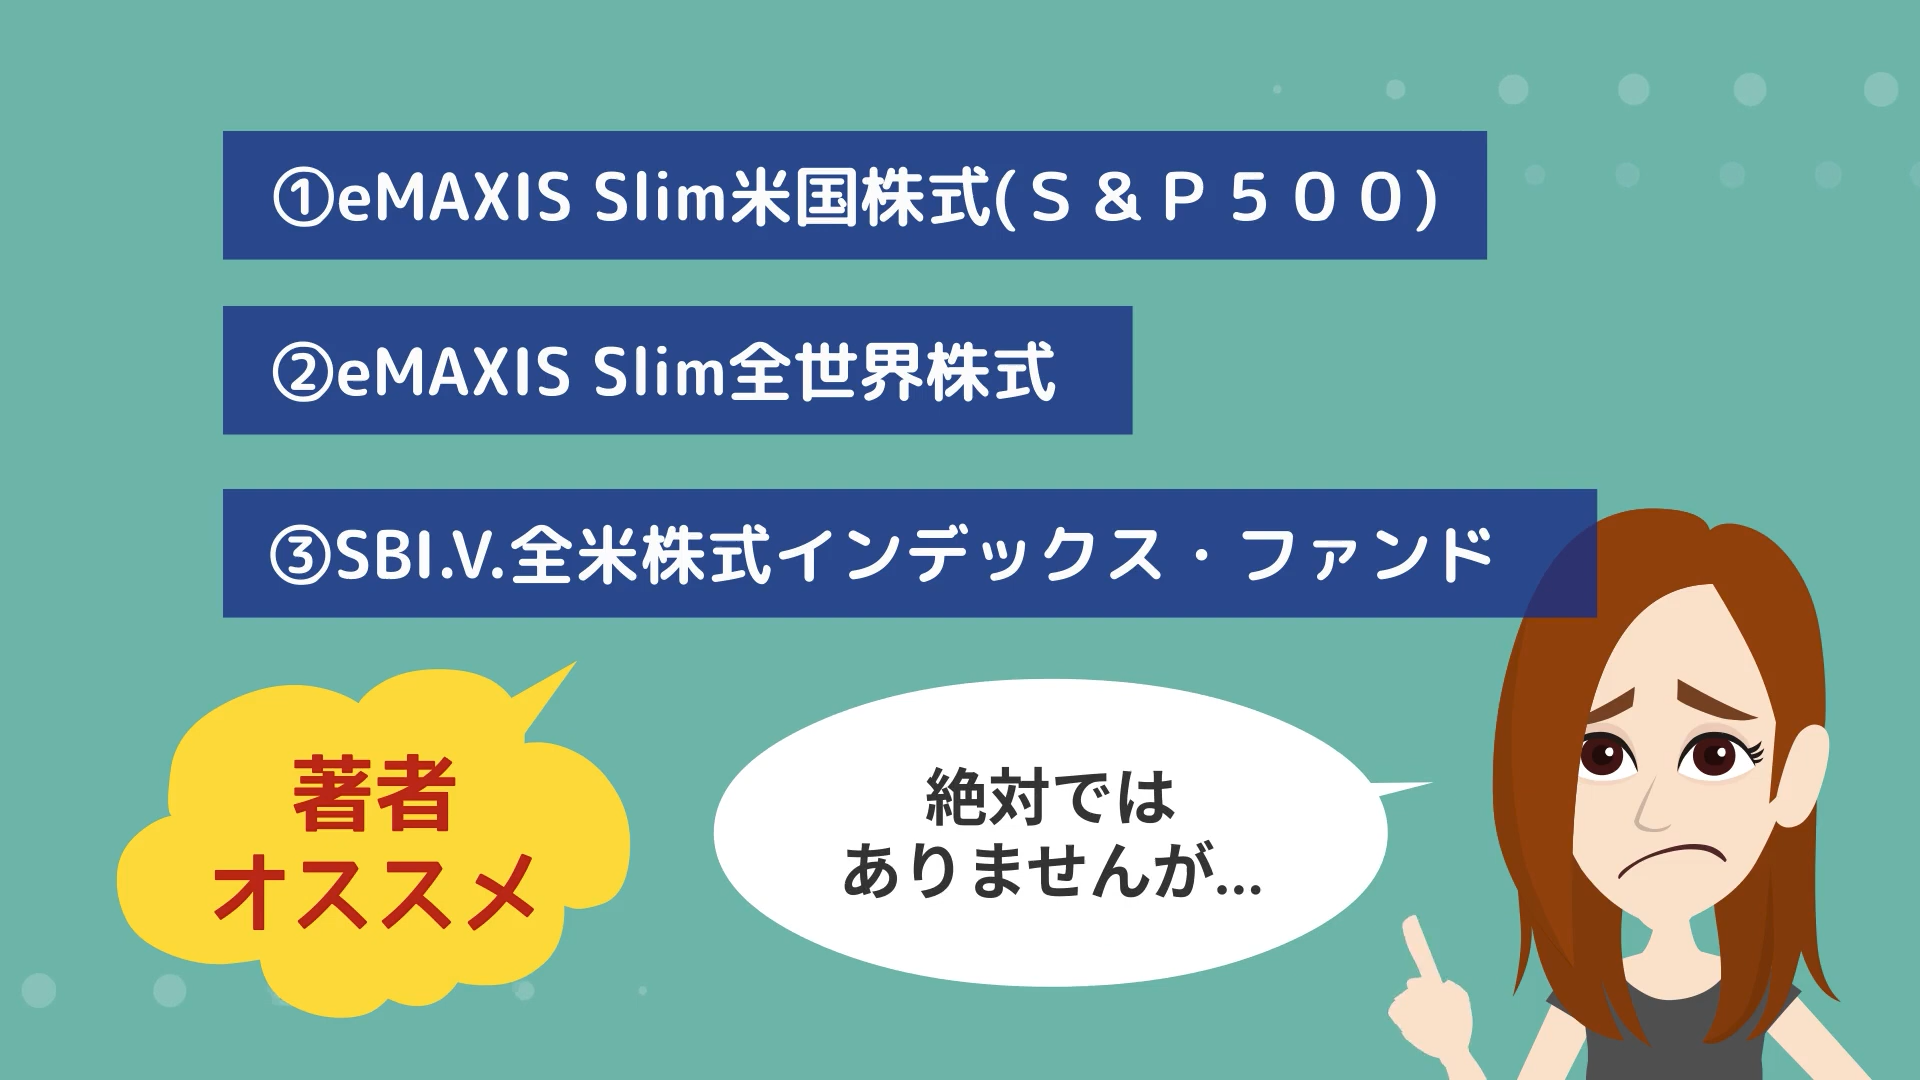 ①eMAXIS Slim米国株式(Ｓ＆Ｐ５００)
②eMAXIS Slim全世界株式
③SBI.V.全米株式インデックス・ファンド
著者
オススメ
絶対では
ありませんが...